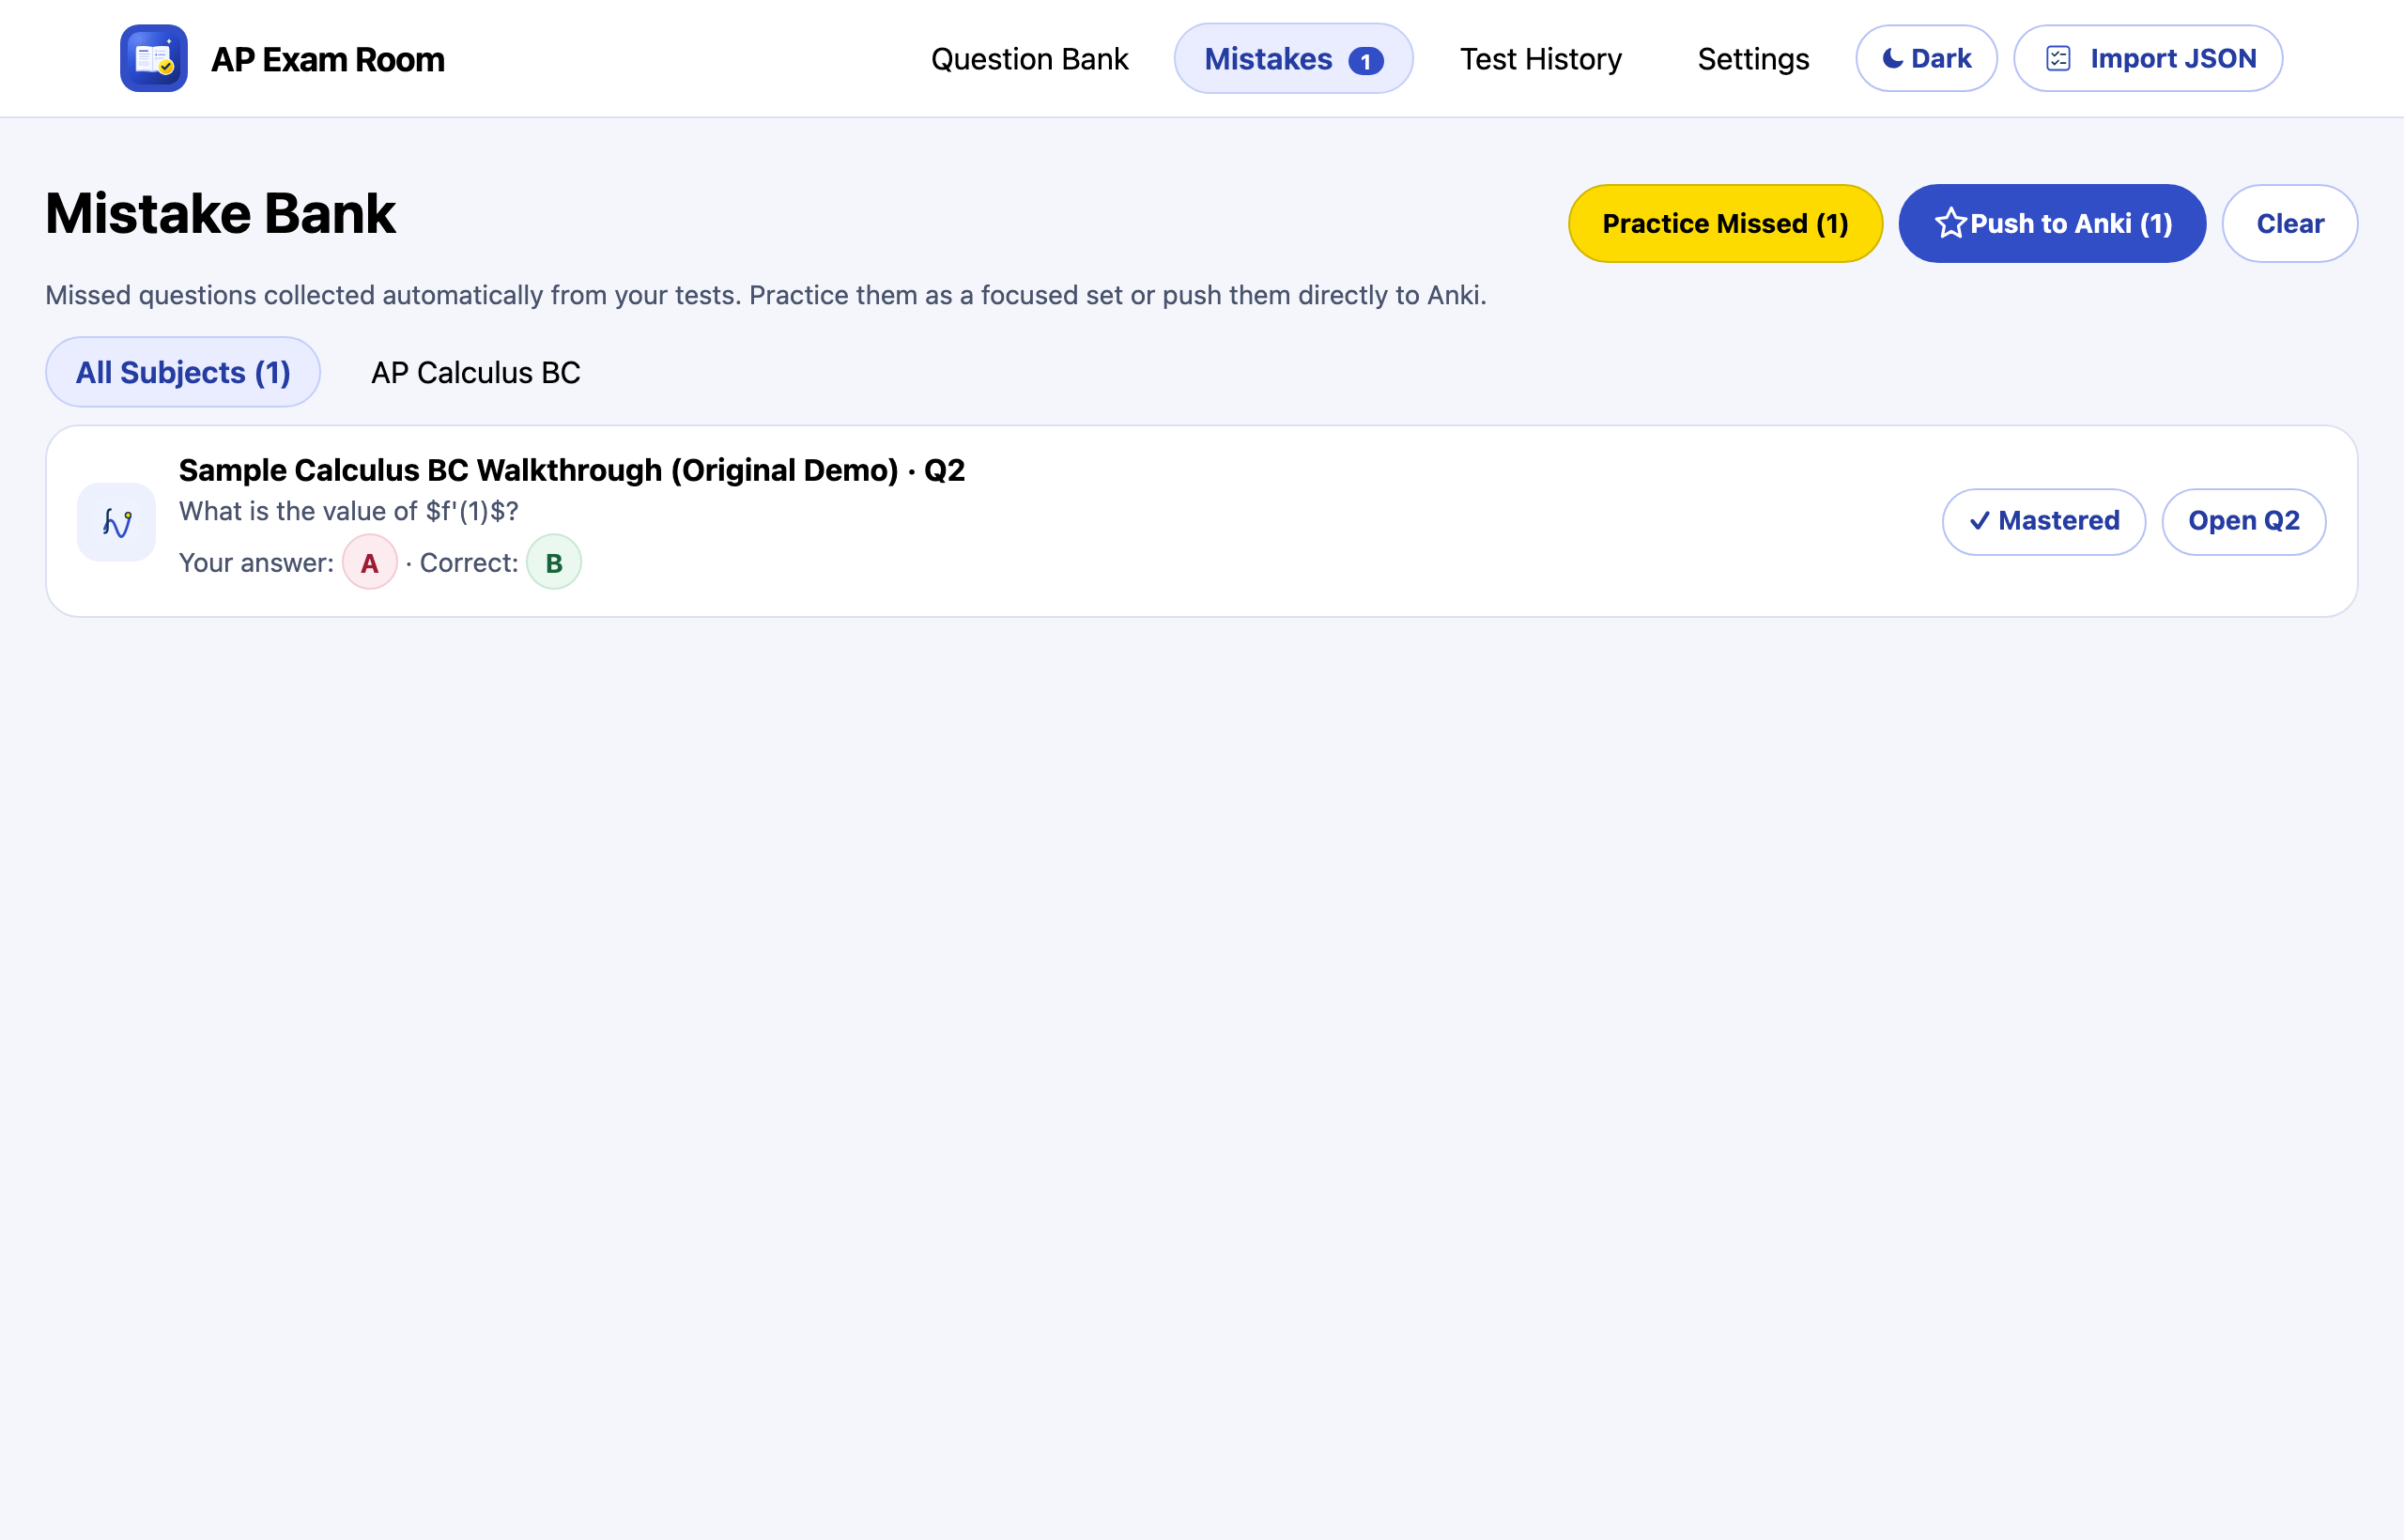 AP Exam Room
Question Bank
Mistakes 1
Test History
Settings
Dark
Import JSON
Mistake Bank
Practice Missed (1)
Push to Anki (1)
Clear
Missed questions collected automatically from your tests. Practice them as a focused set or push them directly to Anki.
All Subjects (1)
AP Calculus BC
Sample Calculus BC Walkthrough (Original Demo) · Q2
What is the value of $f'(1)$?
Your answer: A · Correct: B
✓ Mastered
Open Q2